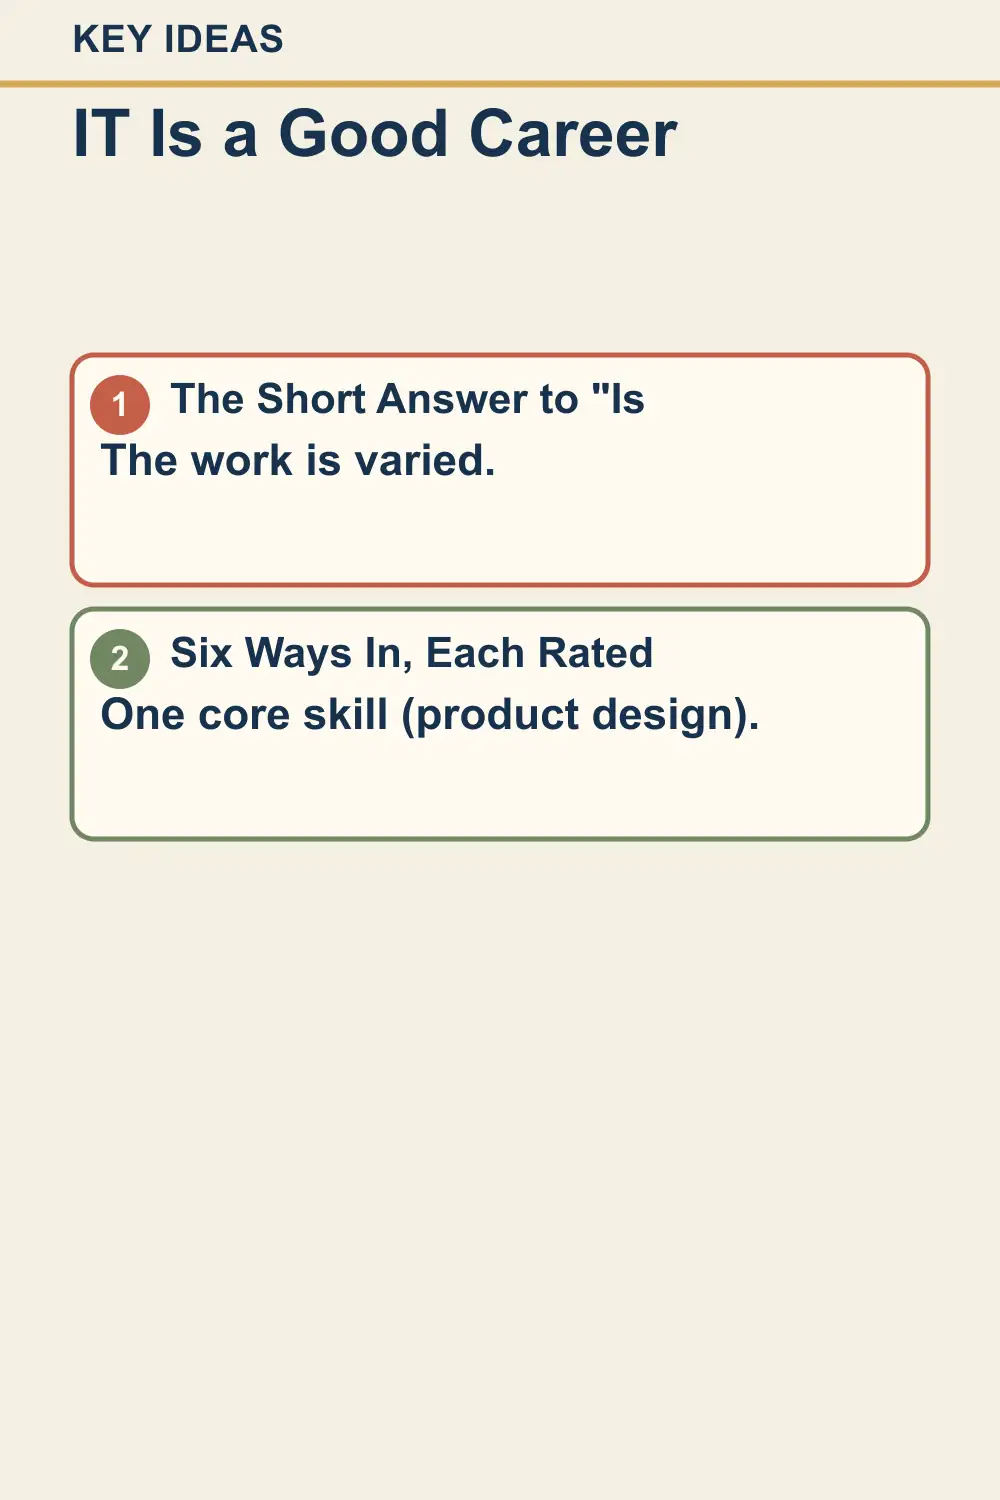 KEY IDEAS
IT Is a Good Career
1 The Short Answer to "Is
The work is varied.
2 Six Ways In, Each Rated
One core skill (product design).